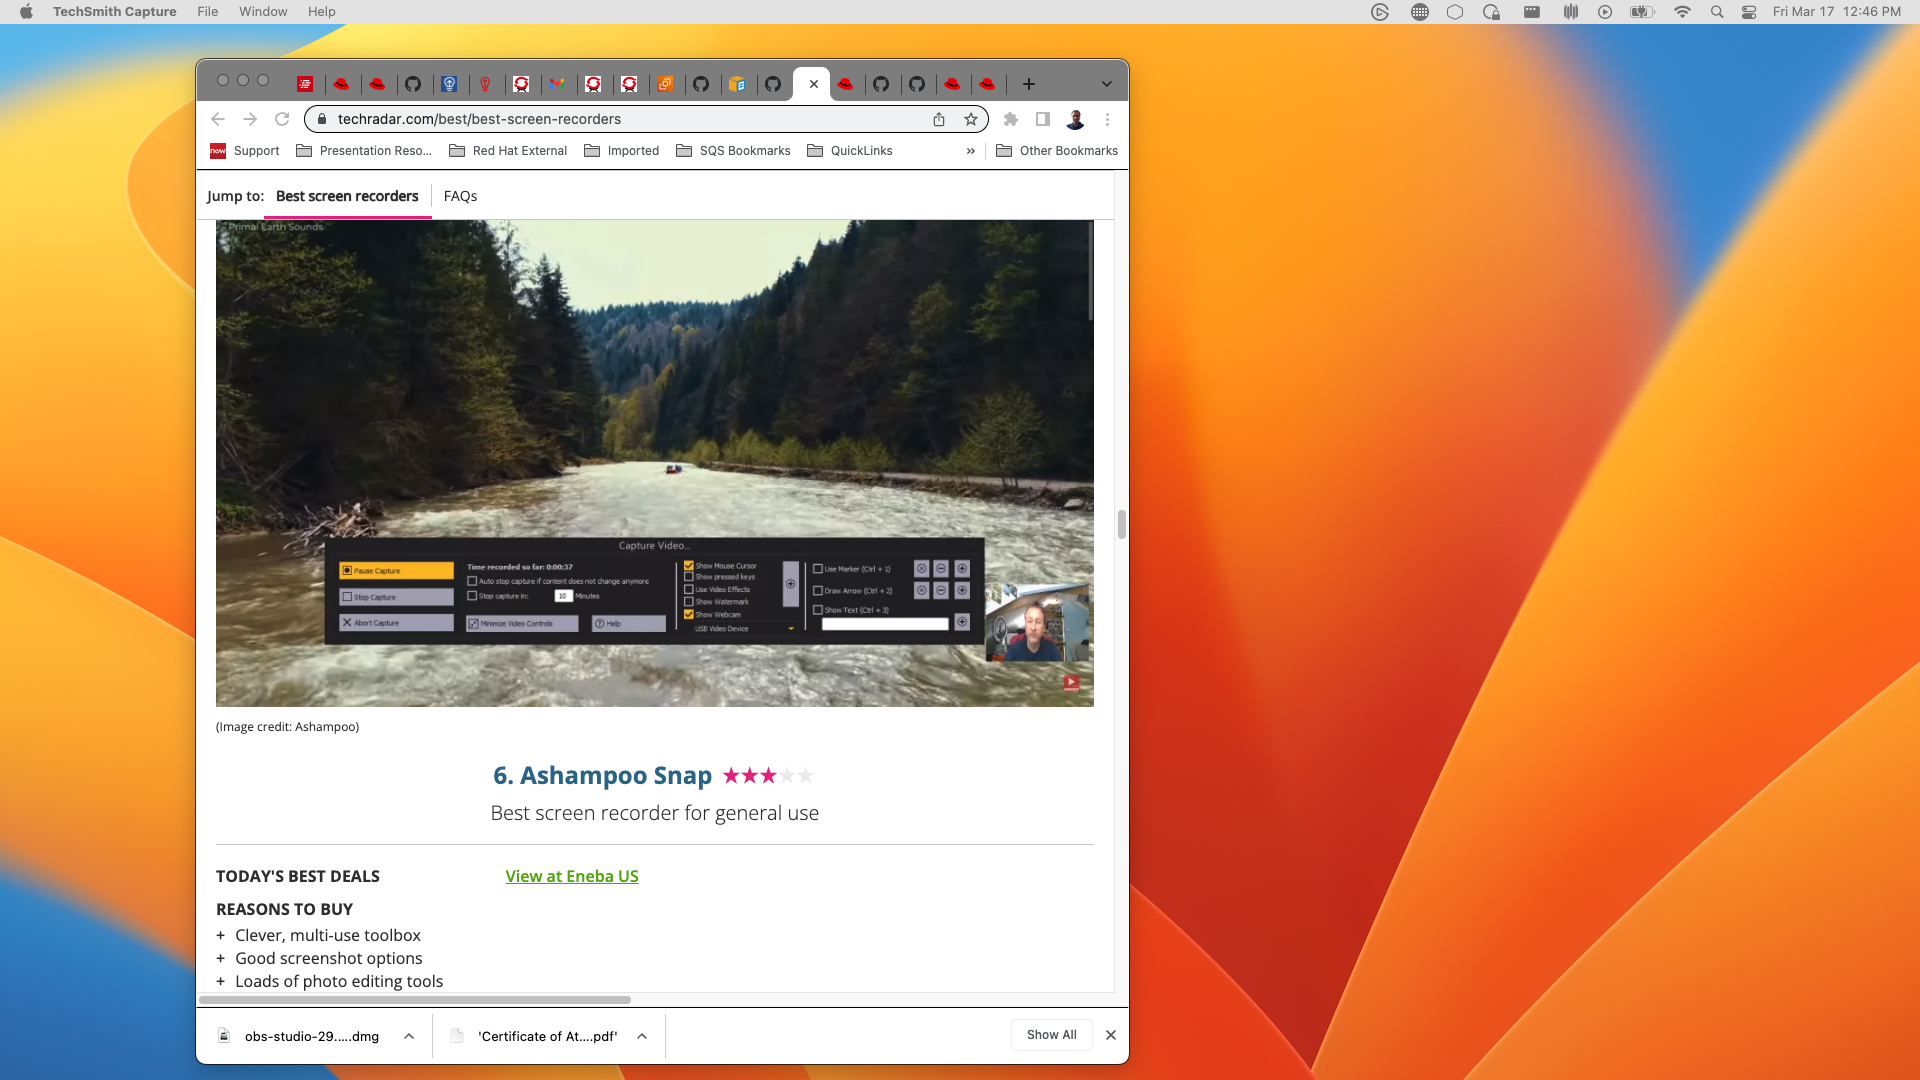 TechSmith Capture File Window Help Fri Mar 17 12:46 PM
techradar.com/best/best-screen-recorders
now Support Presentation Reso... Red Hat External Imported SQS Bookmarks QuickLinks » Other Bookmarks
Jump to: Best screen recorders FAQs
Primal Earth Sounds
Capture Video...
Pause Capture
Stop Capture
Abort Capture
Time recorded so far: 0:00:37
Auto stop capture if content does not change anymore
Stop capture in: 10 Minutes
Minimize Video Controls Help
Show Mouse Cursor
Show pressed keys
Use Video Effects
Show Watermark
Show Webcam
USB Video Device
Use Marker (Ctrl + 1)
Draw Arrow (Ctrl + 2)
Show Text (Ctrl + 3)
(Image credit: Ashampoo)
6. Ashampoo Snap
Best screen recorder for general use
TODAY'S BEST DEALS View at Eneba US
REASONS TO BUY
+ Clever, multi-use toolbox
+ Good screenshot options
+ Loads of photo editing tools
obs-studio-29.....dmg 'Certificate of At....pdf' Show All